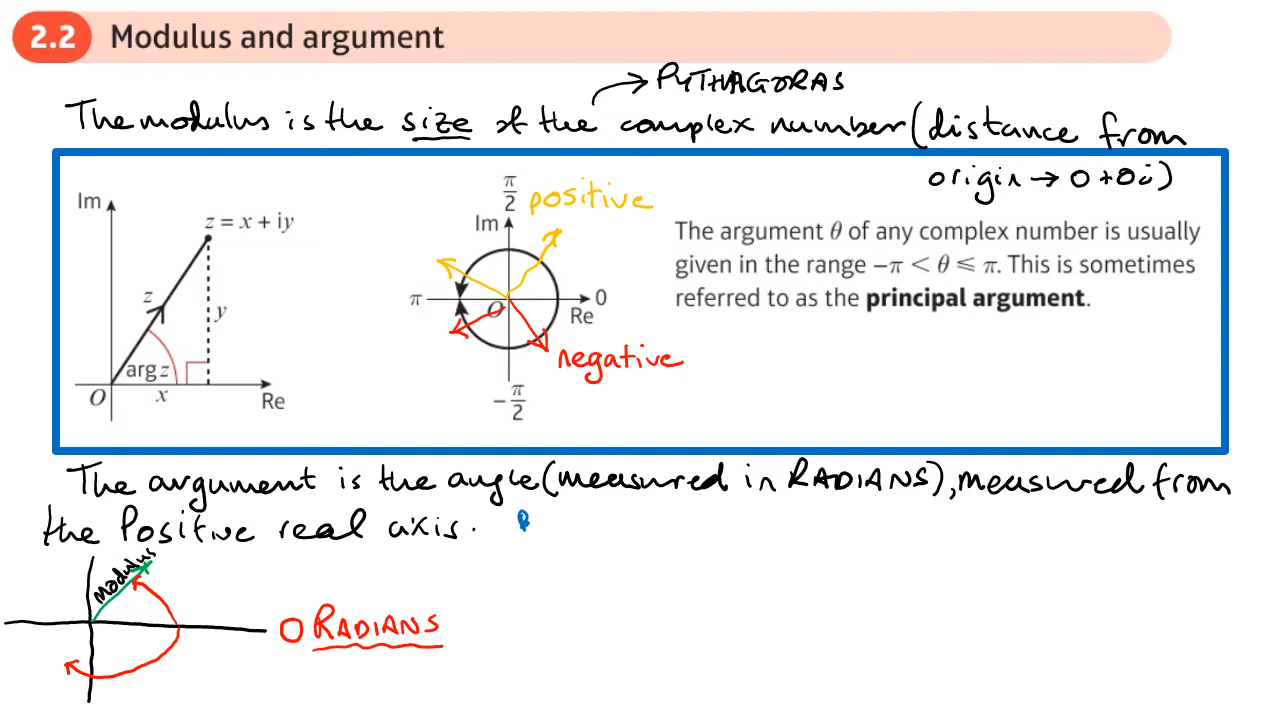 2.2 Modulus and argument
→ PYTHAGORAS
The modulus is the size of the complex number (distance from
origin → 0 + 0i)
Im
z = x + iy
z
y
arg z
O
x
Re
π/2
positive
Im
π
O
0
Re
negative
-π/2
The argument θ of any complex number is usually
given in the range −π < θ ⩽ π. This is sometimes
referred to as the principal argument.
The argument is the angle (measured in RADIANS), measured from
the Positive real axis.
Modulus
0 RADIANS